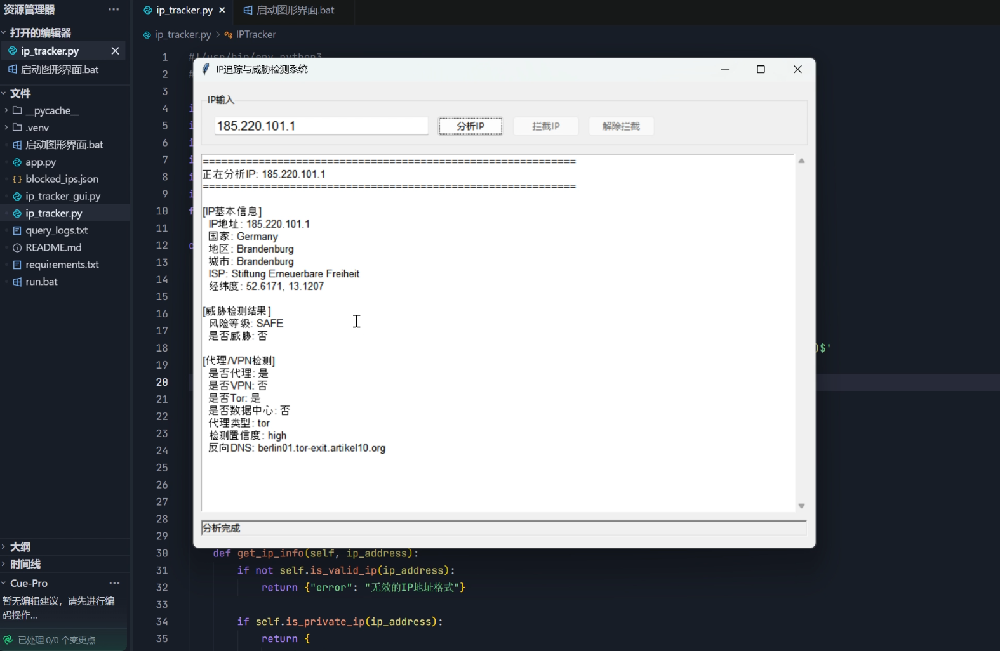 资源管理器
打开的编辑器
ip_tracker.py
启动图形界面.bat
文件
__pycache__
.venv
启动图形界面.bat
app.py
blocked_ips.json
ip_tracker_gui.py
ip_tracker.py
query_logs.txt
README.md
requirements.txt
run.bat
大纲
时间线
Cue-Pro
暂无编辑建议，请先进行编
码操作...
已处理 0/0 个变更点
ip_tracker.py
启动图形界面.bat
ip_tracker.py > IPTracker
1 #!/usr/bin/env python3
2 #
3
4 i
5 i
6 i
7 i
8 i
9 i
10 f
11
12 c
13
14
15
16
17
18 )$'
19
20
21
22
23
24
25
26
27
28
29
30 def get_ip_info(self, ip_address):
31 if not self.is_valid_ip(ip_address):
32 return {"error": "无效的IP地址格式"}
33
34 if self.is_private_ip(ip_address):
35 return {
IP追踪与威胁检测系统
IP输入
185.220.101.1 分析IP 拦截IP 解除拦截
============================================================
正在分析IP: 185.220.101.1
============================================================
[IP基本信息]
IP地址: 185.220.101.1
国家: Germany
地区: Brandenburg
城市: Brandenburg
ISP: Stiftung Erneuerbare Freiheit
经纬度: 52.6171, 13.1207
[威胁检测结果]
风险等级: SAFE
是否威胁: 否
[代理/VPN检测]
是否代理: 是
是否VPN: 否
是否Tor: 是
是否数据中心: 否
代理类型: tor
检测置信度: high
反向DNS: berlin01.tor-exit.artikel10.org
分析完成